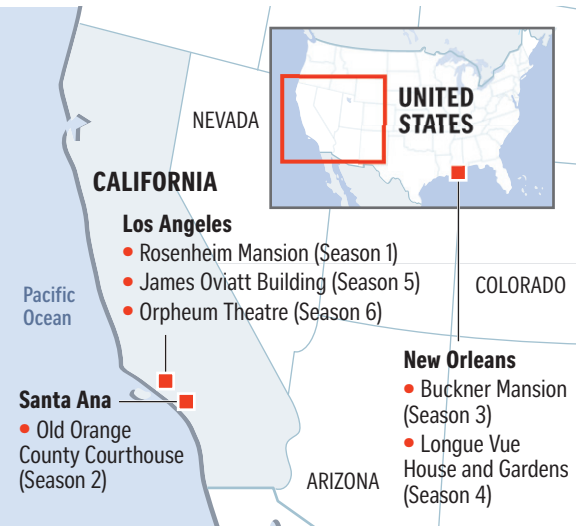 UNITED
STATES
NEVADA
CALIFORNIA
Los Angeles
• Rosenheim Mansion (Season 1)
• James Oviatt Building (Season 5)
• Orpheum Theatre (Season 6)
COLORADO
Pacific
Ocean
New Orleans
• Buckner Mansion
(Season 3)
• Longue Vue
House and Gardens
(Season 4)
Santa Ana
• Old Orange
County Courthouse
(Season 2)
ARIZONA